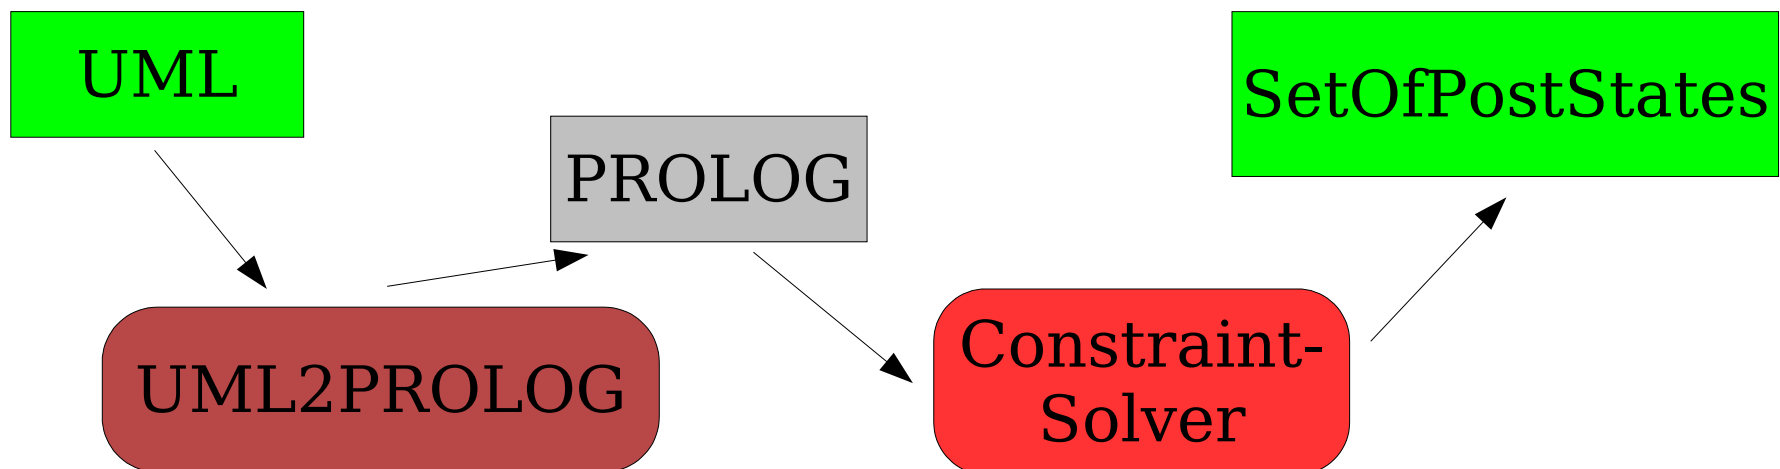 UML
SetOfPostStates
PROLOG
UML2PROLOG
Constraint-
Solver